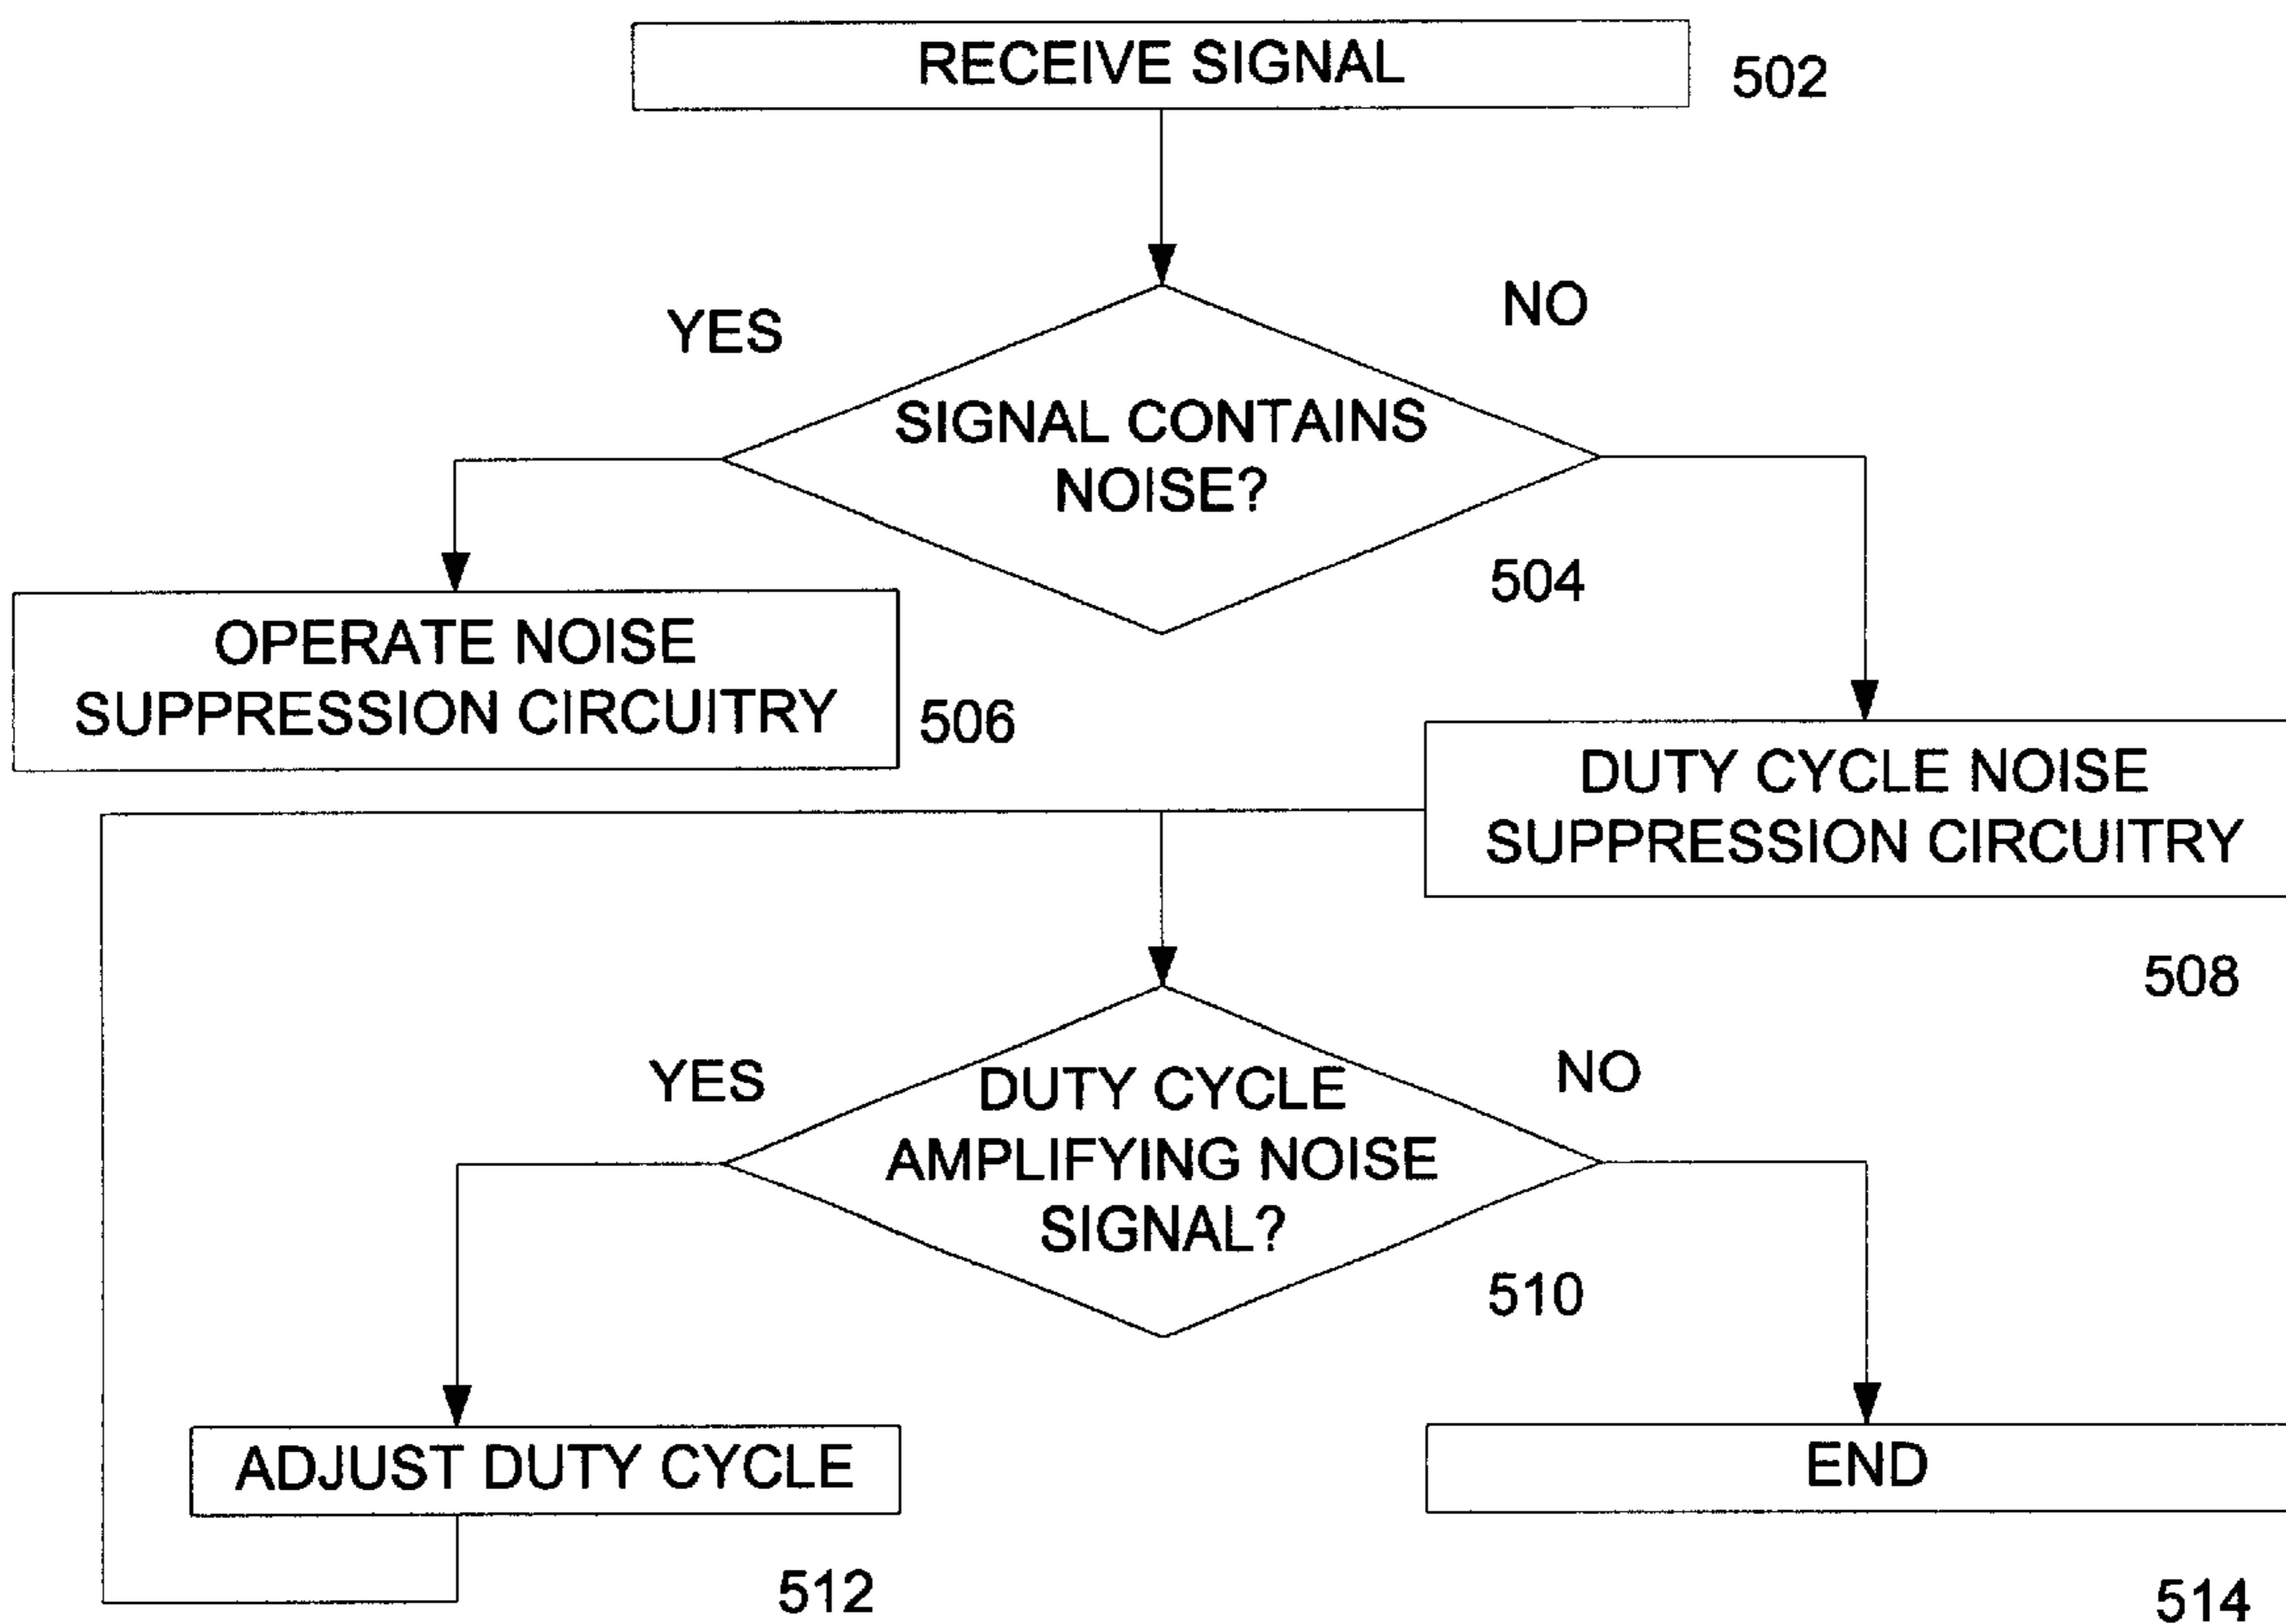 RECEIVE SIGNAL
502
YES
NO
SIGNAL CONTAINS
NOISE?
504
OPERATE NOISE
SUPPRESSION CIRCUITRY
506
DUTY CYCLE NOISE
SUPPRESSION CIRCUITRY
508
YES
NO
DUTY CYCLE
AMPLIFYING NOISE
SIGNAL?
510
ADJUST DUTY CYCLE
512
END
514